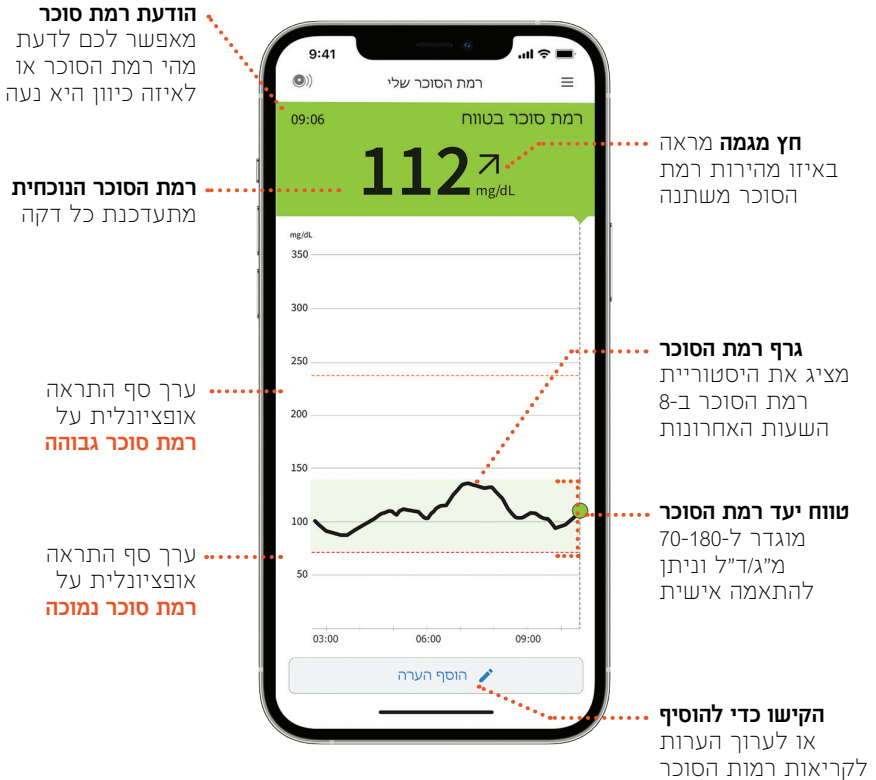 הודעת רמת סוכר
מאפשר לכם לדעת
מהי רמת הסוכר או
לאיזה כיוון היא נעה
רמת הסוכר הנוכחית
מתעדכנת כל דקה
ערך סף התראה
אופציונלית על
רמת סוכר גבוהה
ערך סף התראה
אופציונלית על
רמת סוכר נמוכה
9:41
רמת הסוכר שלי
רמת סוכר בטווח
09:06
112
mg/dL
mg/dL
350
300
250
200
150
100
50
03:00
06:00
09:00
הוסף הערה
חץ מגמה מראה
באיזו מהירות רמת
הסוכר משתנה
גרף רמת הסוכר
מציג את היסטוריית
רמת הסוכר ב-8
השעות האחרונות
טווח יעד רמת הסוכר
מוגדר ל-70-180
מ"ג/ד"ל וניתן
להתאמה אישית
הקישו כדי להוסיף
או לערוך הערות
לקריאות רמות הסוכר